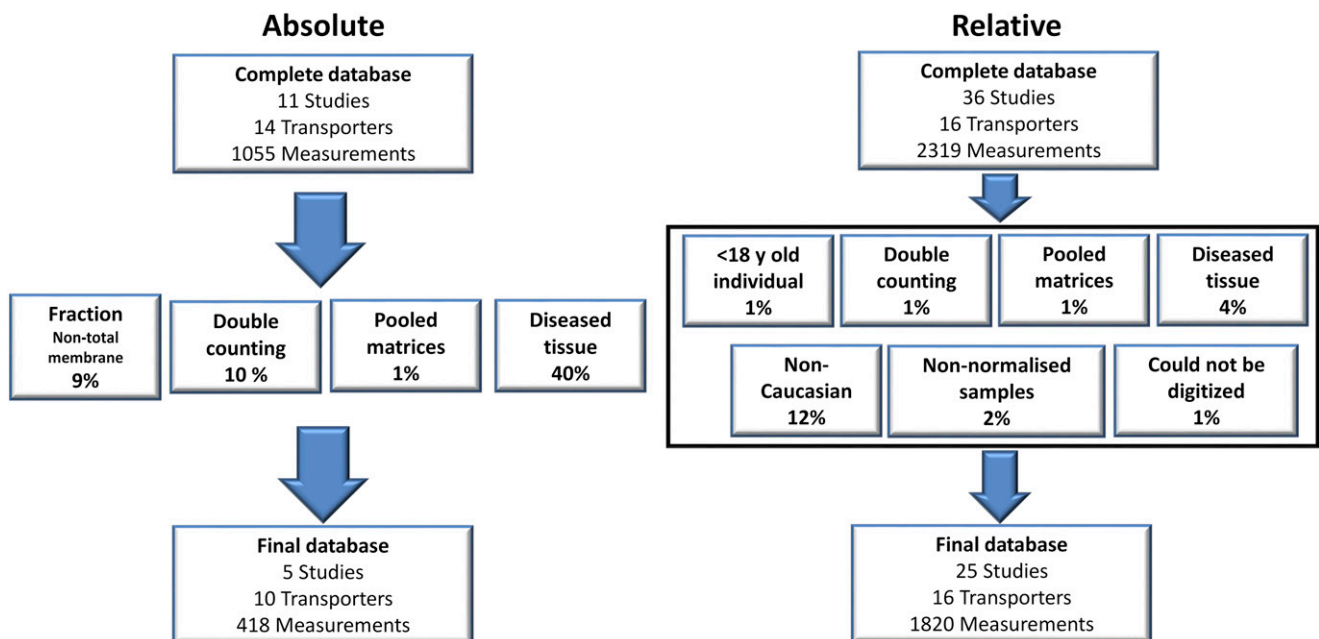 Absolute
Complete database
11 Studies
14 Transporters
1055 Measurements
Fraction
Non-total
membrane
9%
Double
counting
10 %
Pooled
matrices
1%
Diseased
tissue
40%
Final database
5 Studies
10 Transporters
418 Measurements
Relative
Complete database
36 Studies
16 Transporters
2319 Measurements
<18 y old
individual
1%
Double
counting
1%
Pooled
matrices
1%
Diseased
tissue
4%
Non-
Caucasian
12%
Non-normalised
samples
2%
Could not be
digitized
1%
Final database
25 Studies
16 Transporters
1820 Measurements